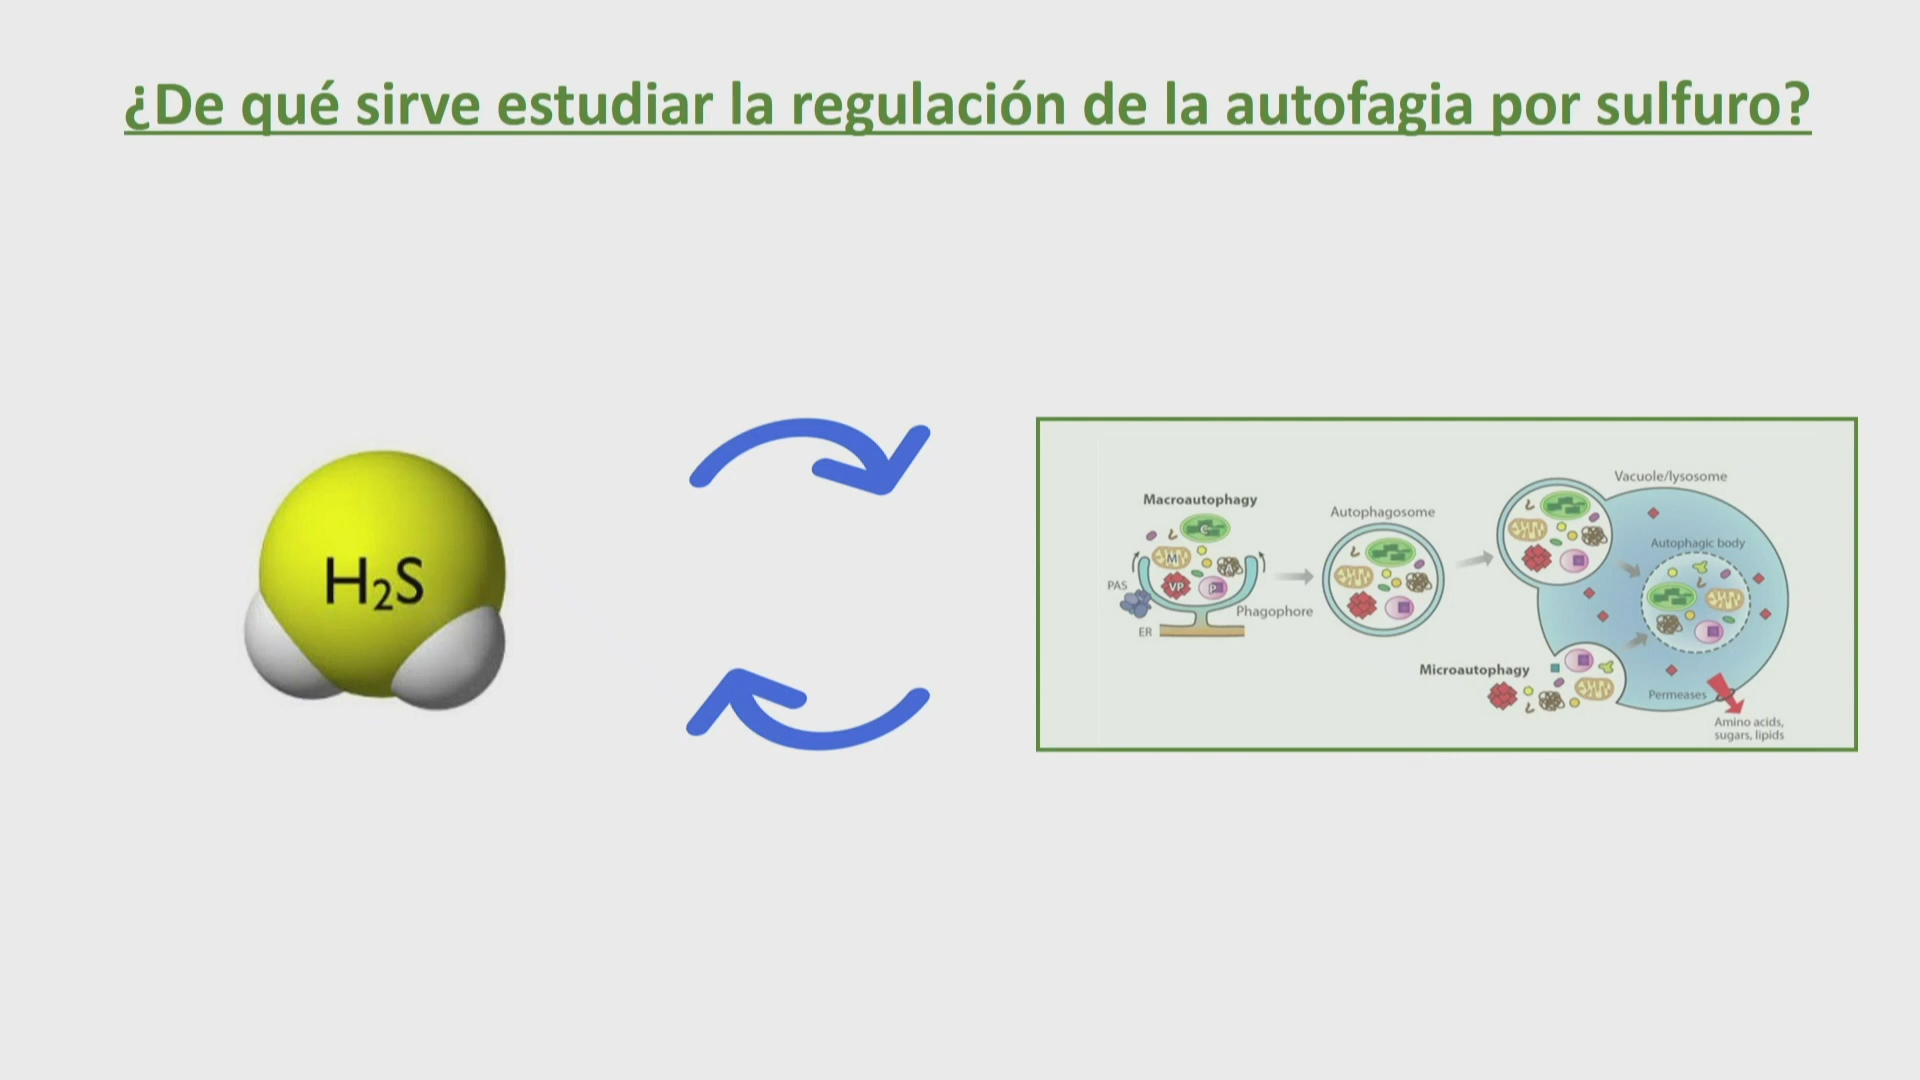 ¿De qué sirve estudiar la regulación de la autofagia por sulfuro?
H₂S
Macroautophagy
C
M
VP
P
PAS
ER
Phagophore
Autophagosome
Vacuole/lysosome
Autophagic body
Microautophagy
Permeases
Amino acids,
sugars, lipids